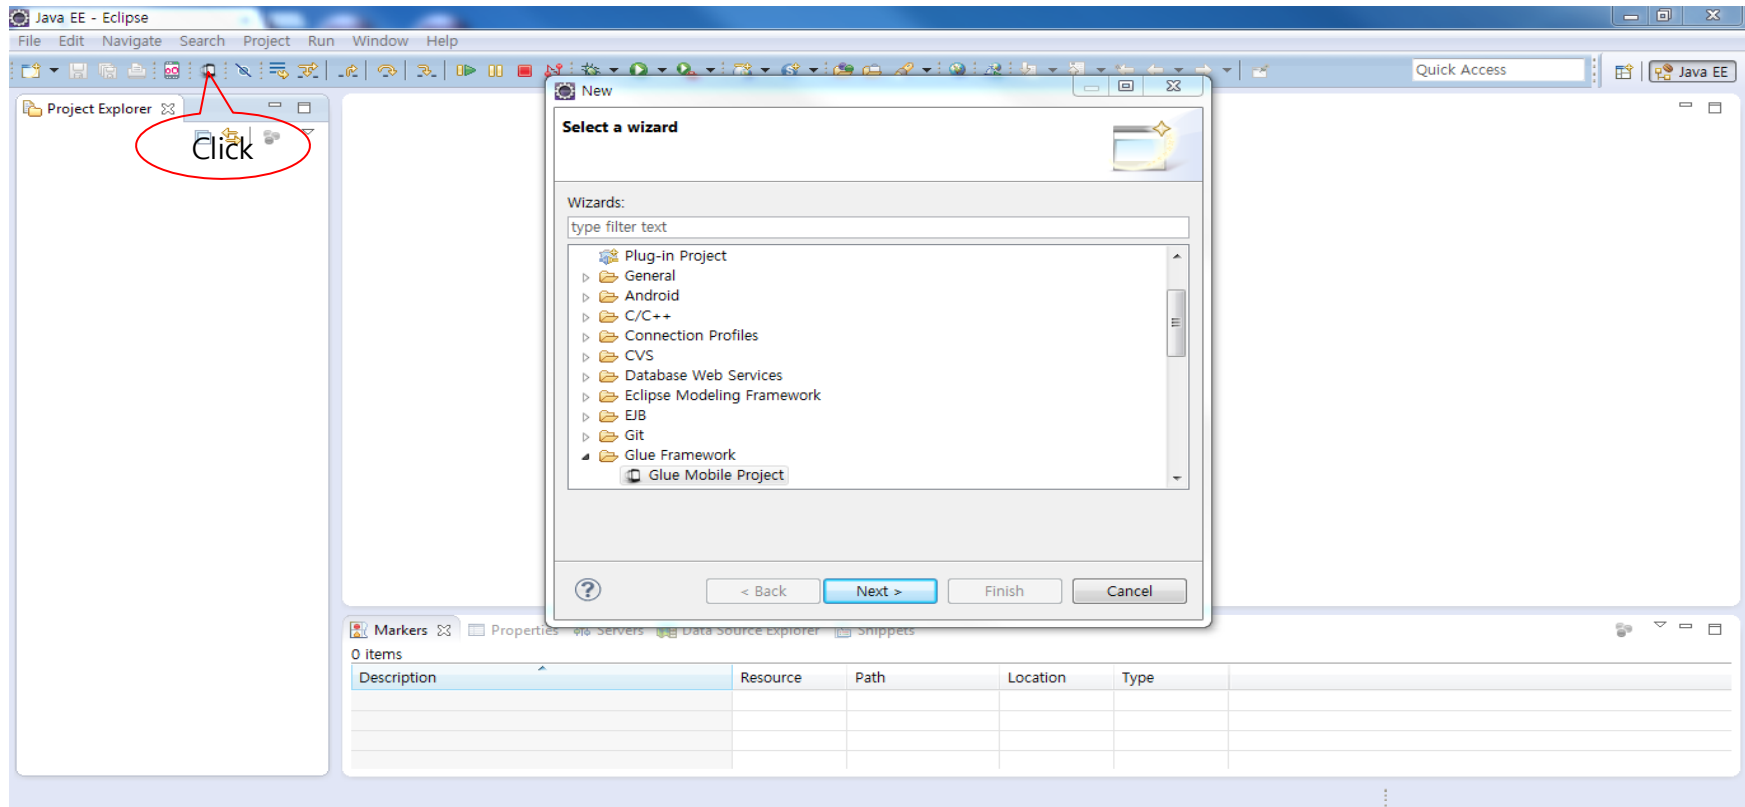 Java EE - Eclipse
File Edit Navigate Search Project Run Window Help
Quick Access
Java EE
Project Explorer
Click
New
Select a wizard
Wizards:
type filter text
Plug-in Project
General
Android
C/C++
Connection Profiles
CVS
Database Web Services
Eclipse Modeling Framework
EJB
Git
Glue Framework
Glue Mobile Project
< Back Next > Finish Cancel
Markers Properties Servers Data Source Explorer Snippets
0 items
Description Resource Path Location Type